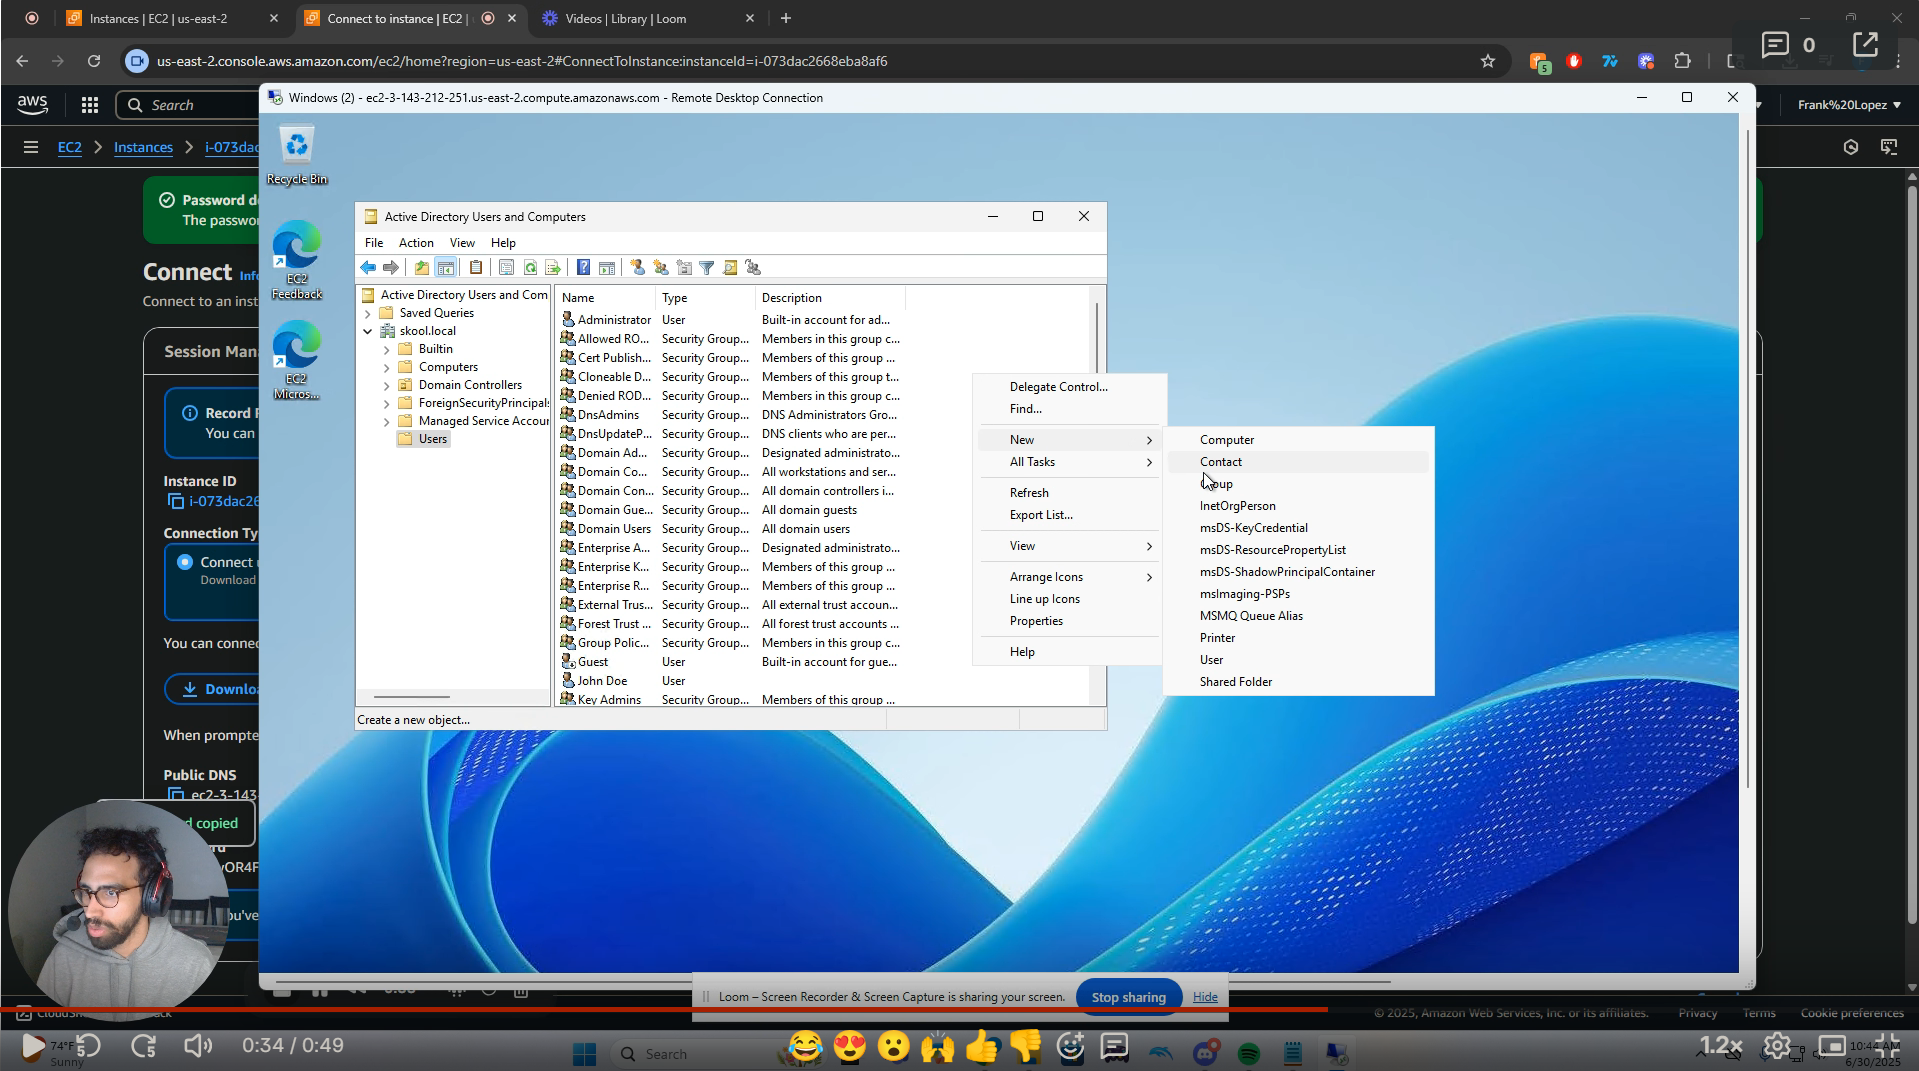 Instances | EC2 | us-east-2
Connect to instance | EC2 |
Videos | Library | Loom
us-east-2.console.aws.amazon.com/ec2/home?region=us-east-2#ConnectToInstance:instanceId=i-073dac2668eba8af6
5
0
aws
Search
Windows (2) - ec2-3-143-212-251.us-east-2.compute.amazonaws.com - Remote Desktop Connection
Frank%20Lopez
EC2
Instances
i-073dac
Recycle Bin
Password d
The passwo
EC2
Feedback
EC2
Micros...
Connect Info
Connect to an inst
Session Mana
Record
You can
Instance ID
i-073dac26
Connection Ty
Connect
Download
You can connec
Downlo
When prompte
Public DNS
ec2-3-143-
d copied
Active Directory Users and Computers
File Action View Help
Active Directory Users and Com
Saved Queries
skool.local
Builtin
Computers
Domain Controllers
ForeignSecurityPrincipals
Managed Service Accour
Users
Name Type Description
Administrator User Built-in account for ad...
Allowed RO... Security Group... Members in this group c...
Cert Publish... Security Group... Members of this group ...
Cloneable D... Security Group... Members of this group t...
Denied ROD... Security Group... Members in this group c...
DnsAdmins Security Group... DNS Administrators Gro...
DnsUpdateP... Security Group... DNS clients who are per...
Domain Ad... Security Group... Designated administrato...
Domain Co... Security Group... All workstations and ser...
Domain Con... Security Group... All domain controllers i...
Domain Gue... Security Group... All domain guests
Domain Users Security Group... All domain users
Enterprise A... Security Group... Designated administrato...
Enterprise K... Security Group... Members of this group ...
Enterprise R... Security Group... Members of this group ...
External Trus... Security Group... All external trust accoun...
Forest Trust ... Security Group... All forest trust accounts ...
Group Polic... Security Group... Members in this group c...
Guest User Built-in account for gue...
John Doe User
Key Admins Security Group... Members of this group ...
Create a new object...
Delegate Control...
Find...
New
All Tasks
Refresh
Export List...
View
Arrange Icons
Line up Icons
Properties
Help
Computer
Contact
Group
InetOrgPerson
msDS-KeyCredential
msDS-ResourcePropertyList
msDS-ShadowPrincipalContainer
msImaging-PSPs
MSMQ Queue Alias
Printer
User
Shared Folder
Loom – Screen Recorder & Screen Capture is sharing your screen.
Stop sharing
Hide
© 2025, Amazon Web Services, Inc. or its affiliates.
Privacy Terms Cookie preferences
74°F
Sunny
5
5
0:34 / 0:49
Search
1.2x
10:44 AM
6/30/2025